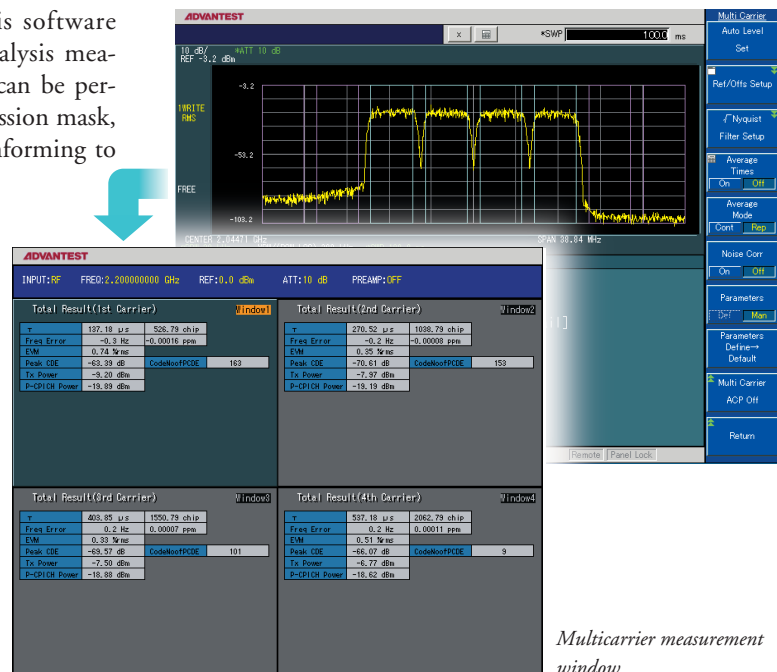 is software
alysis mea-
can be per-
ssion mask,
nforming to
ADVANTEST
x
*SWP 100.0 ms
10 dB/ *ATT 10 dB
REF -3.2 dBm
-3.2
1WRITE
RMS
-53.2
FREE
-103.2
CENTER 2.04471 GHz
SPAN 38.84 MHz
Remote Panel Lock
Multi Carrier
Auto Level
Set
Ref/Offs Setup
√Nyquist
Filter Setup
Average
Times
On Off
Average
Mode
Cont Rep
Noise Corr
On Off
Parameters
Def Man
Parameters
Define→
Default
Multi Carrier
ACP Off
Return
ADVANTEST
INPUT:RF FREQ:2.200000000 GHz REF:0.0 dBm ATT:10 dB PREAMP:OFF
Total Result(1st Carrier) Window1
τ 137.18 μs 526.79 chip
Freq Error -0.3 Hz -0.00016 ppm
EVM 0.74 %rms
Peak CDE -63.39 dB CodeNoofPCDE 163
Tx Power -9.20 dBm
P-CPICH Power -19.89 dBm
Total Result(2nd Carrier) Window2
τ 270.52 μs 1038.79 chip
Freq Error -0.2 Hz -0.00008 ppm
EVM 0.35 %rms
Peak CDE -70.61 dB CodeNoofPCDE 153
Tx Power -7.97 dBm
P-CPICH Power -19.19 dBm
Total Result(3rd Carrier) Window3
τ 403.85 μs 1550.79 chip
Freq Error 0.2 Hz 0.00007 ppm
EVM 0.33 %rms
Peak CDE -69.57 dB CodeNoofPCDE 101
Tx Power -7.50 dBm
P-CPICH Power -18.88 dBm
Total Result(4th Carrier) Window4
τ 537.18 μs 2062.79 chip
Freq Error 0.2 Hz 0.00011 ppm
EVM 0.51 %rms
Peak CDE -66.07 dB CodeNoofPCDE 9
Tx Power -6.77 dBm
P-CPICH Power -18.62 dBm
Multicarrier measurement
window